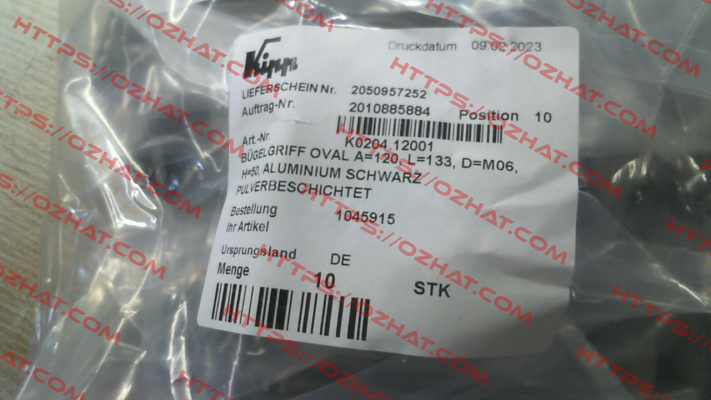 Kipp
Druckdatum 09.02.2023
LIEFERSCHEIN Nr. 2050957252
Auftrag-Nr. 2010885884 Position 10
Art.-Nr. K0204.12001
BÜGELGRIFF OVAL A=120, L=133, D=M06,
H=50, ALUMINIUM SCHWARZ
PULVERBESCHICHTET
Bestellung 1045915
Ihr Artikel
Ursprungsland DE
Menge 10 STK
HTTPS://OZHAT.COM